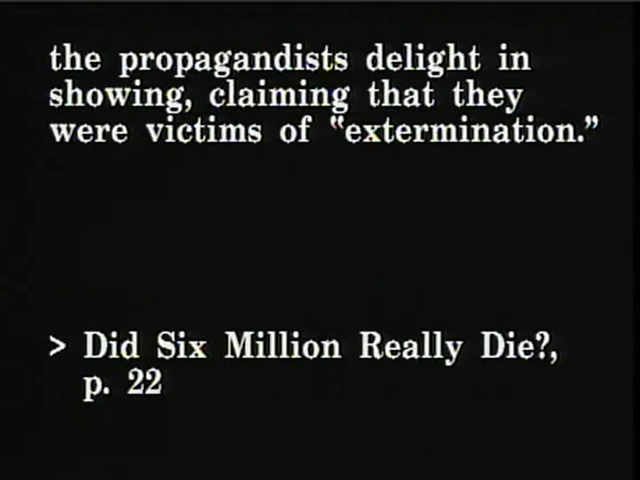 the propagandists delight in
showing, claiming that they
were victims of “extermination.”
> Did Six Million Really Die?,
p. 22